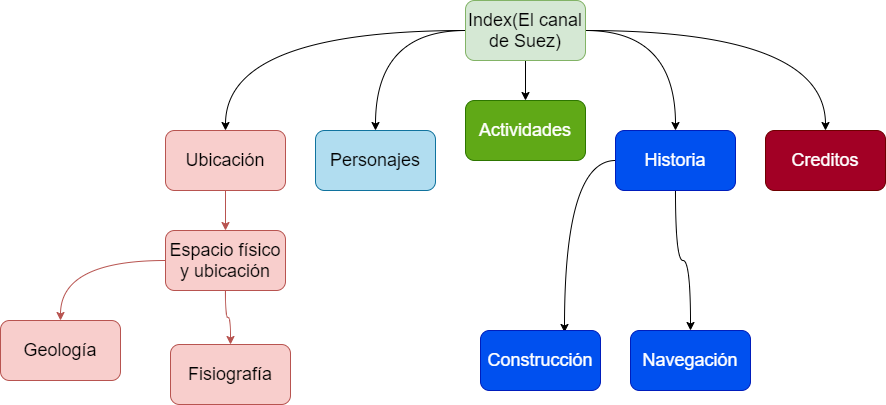 Index(El canal
de Suez)
Ubicación
Personajes
Actividades
Historia
Creditos
Espacio físico
y ubicación
Geología
Fisiografía
Construcción
Navegación